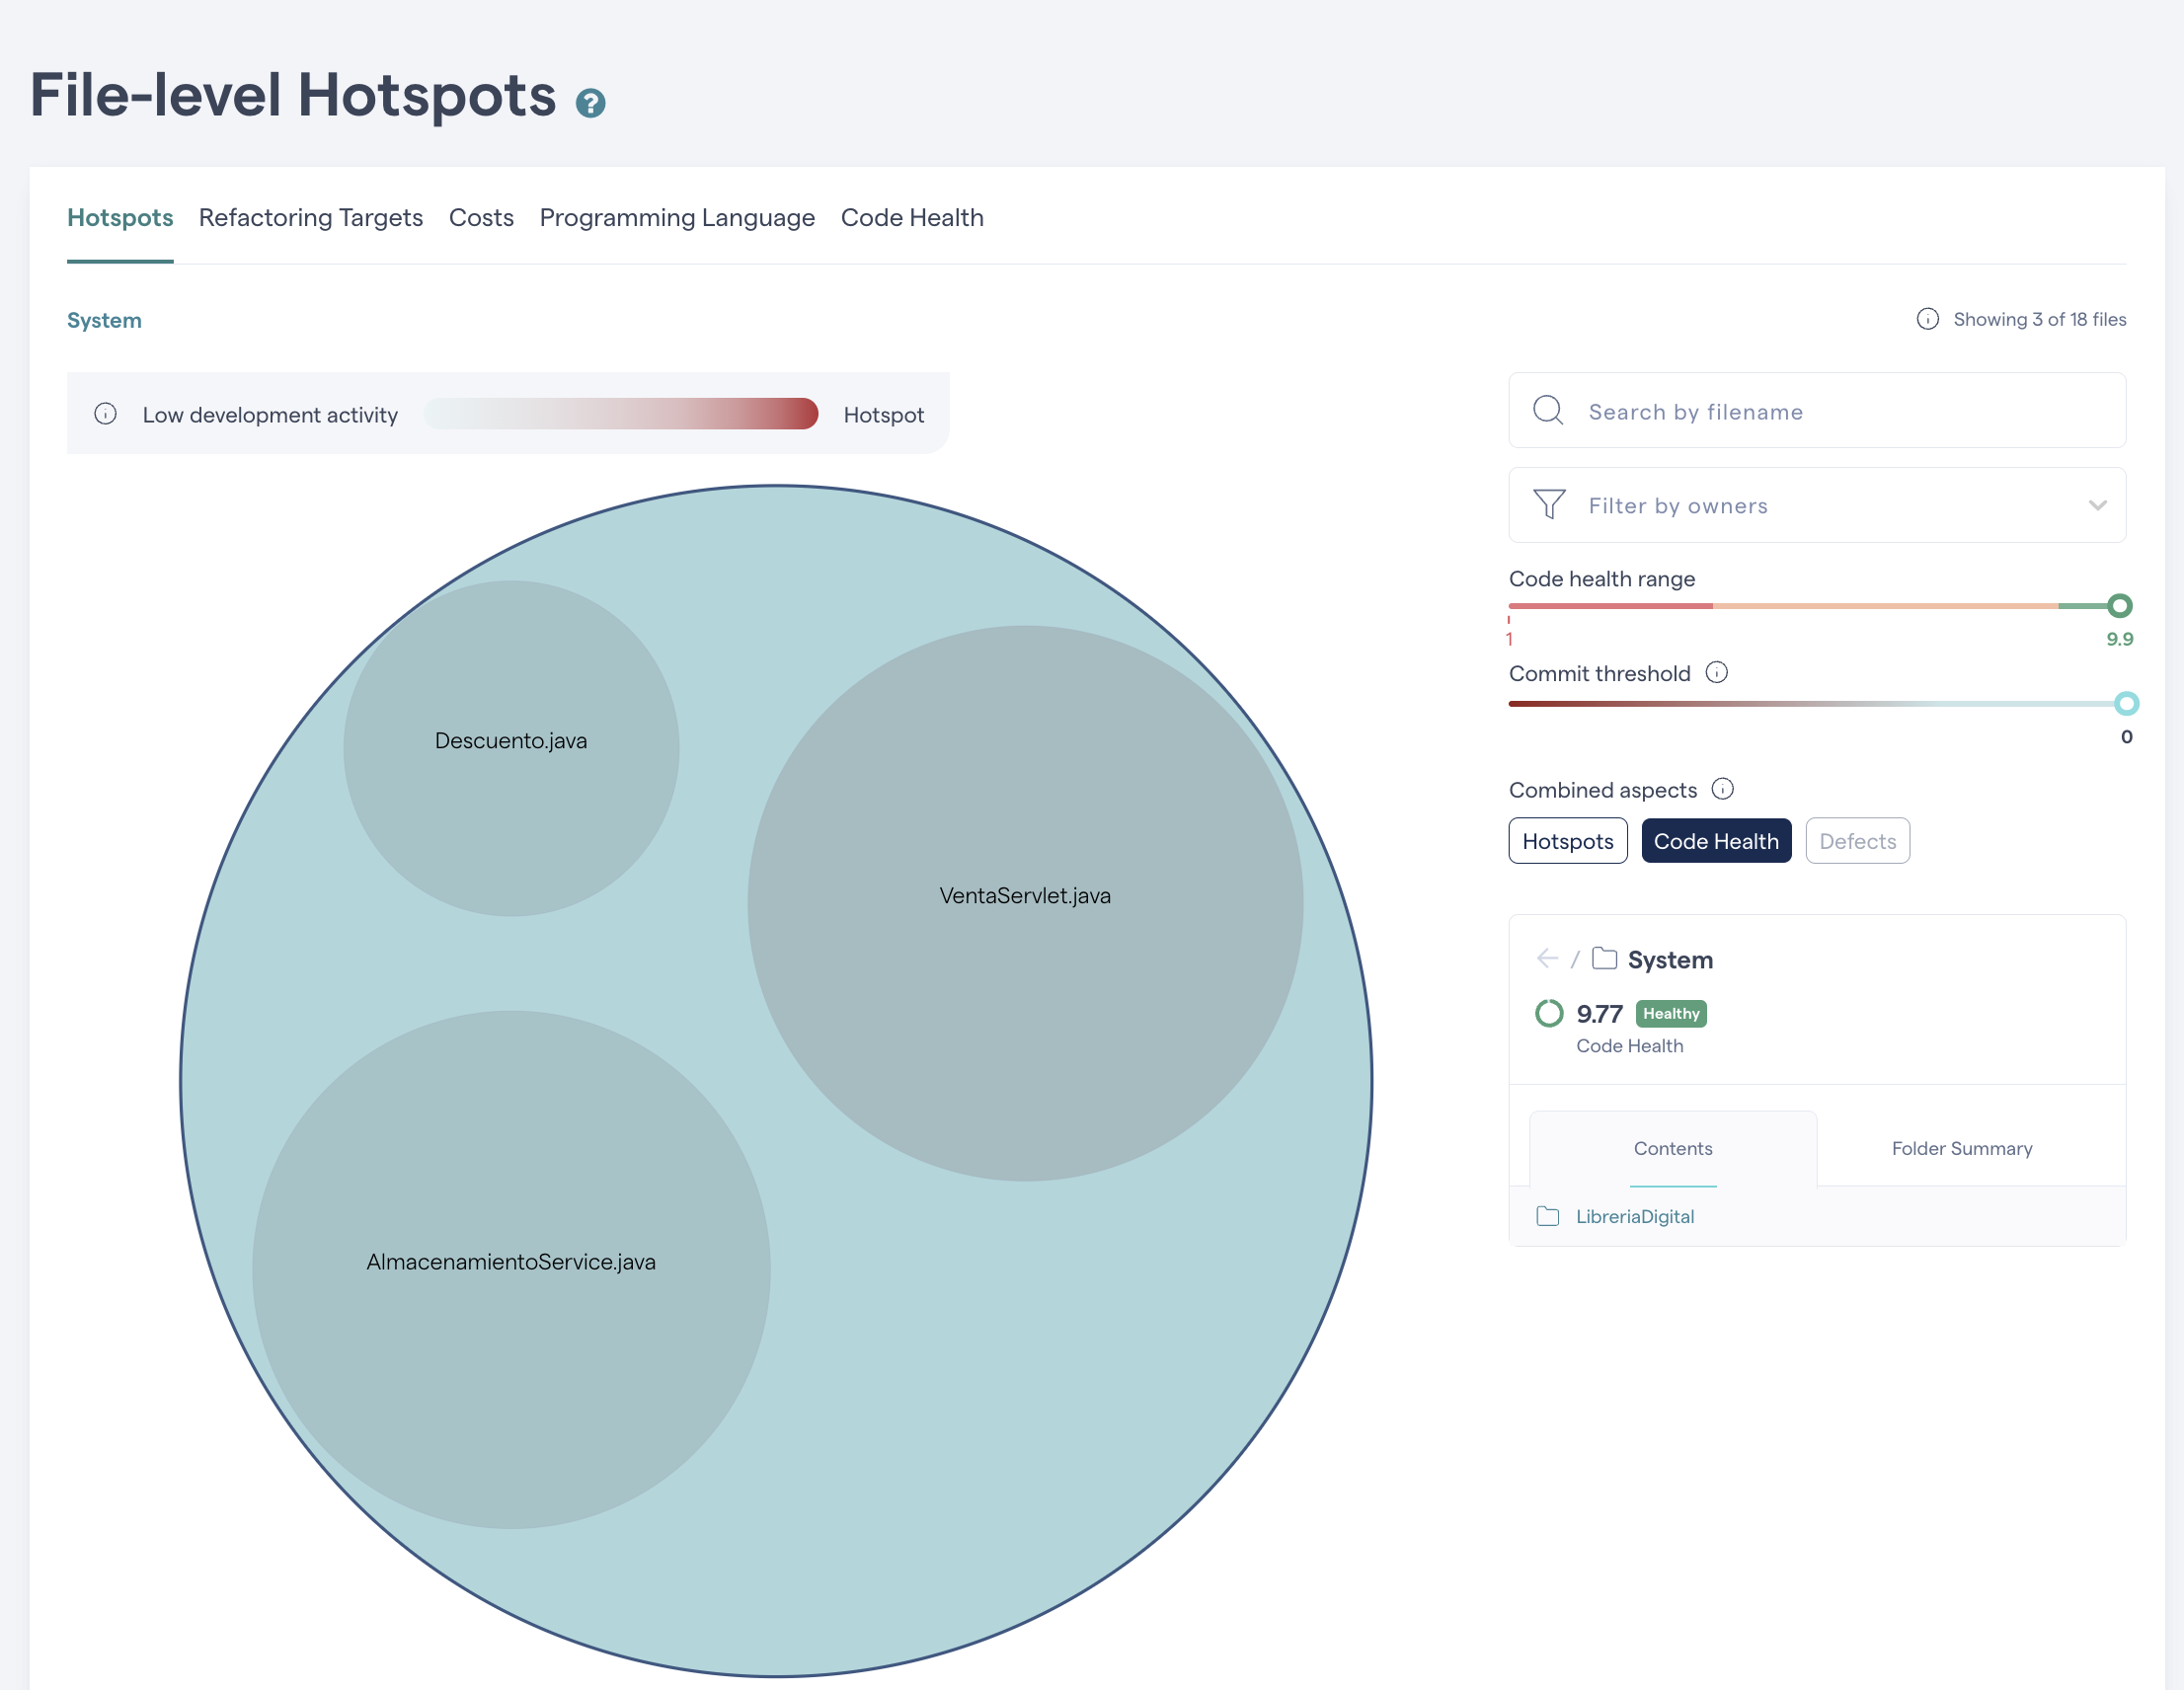 File-level Hotspots ?
Hotspots Refactoring Targets Costs Programming Language Code Health
System
Showing 3 of 18 files
Low development activity Hotspot
Search by filename
Filter by owners
Code health range
1 9.9
Commit threshold
0
Combined aspects
Hotspots Code Health Defects
Descuento.java
VentaServlet.java
AlmacenamientoService.java
/ System
9.77 Healthy
Code Health
Contents Folder Summary
LibreriaDigital